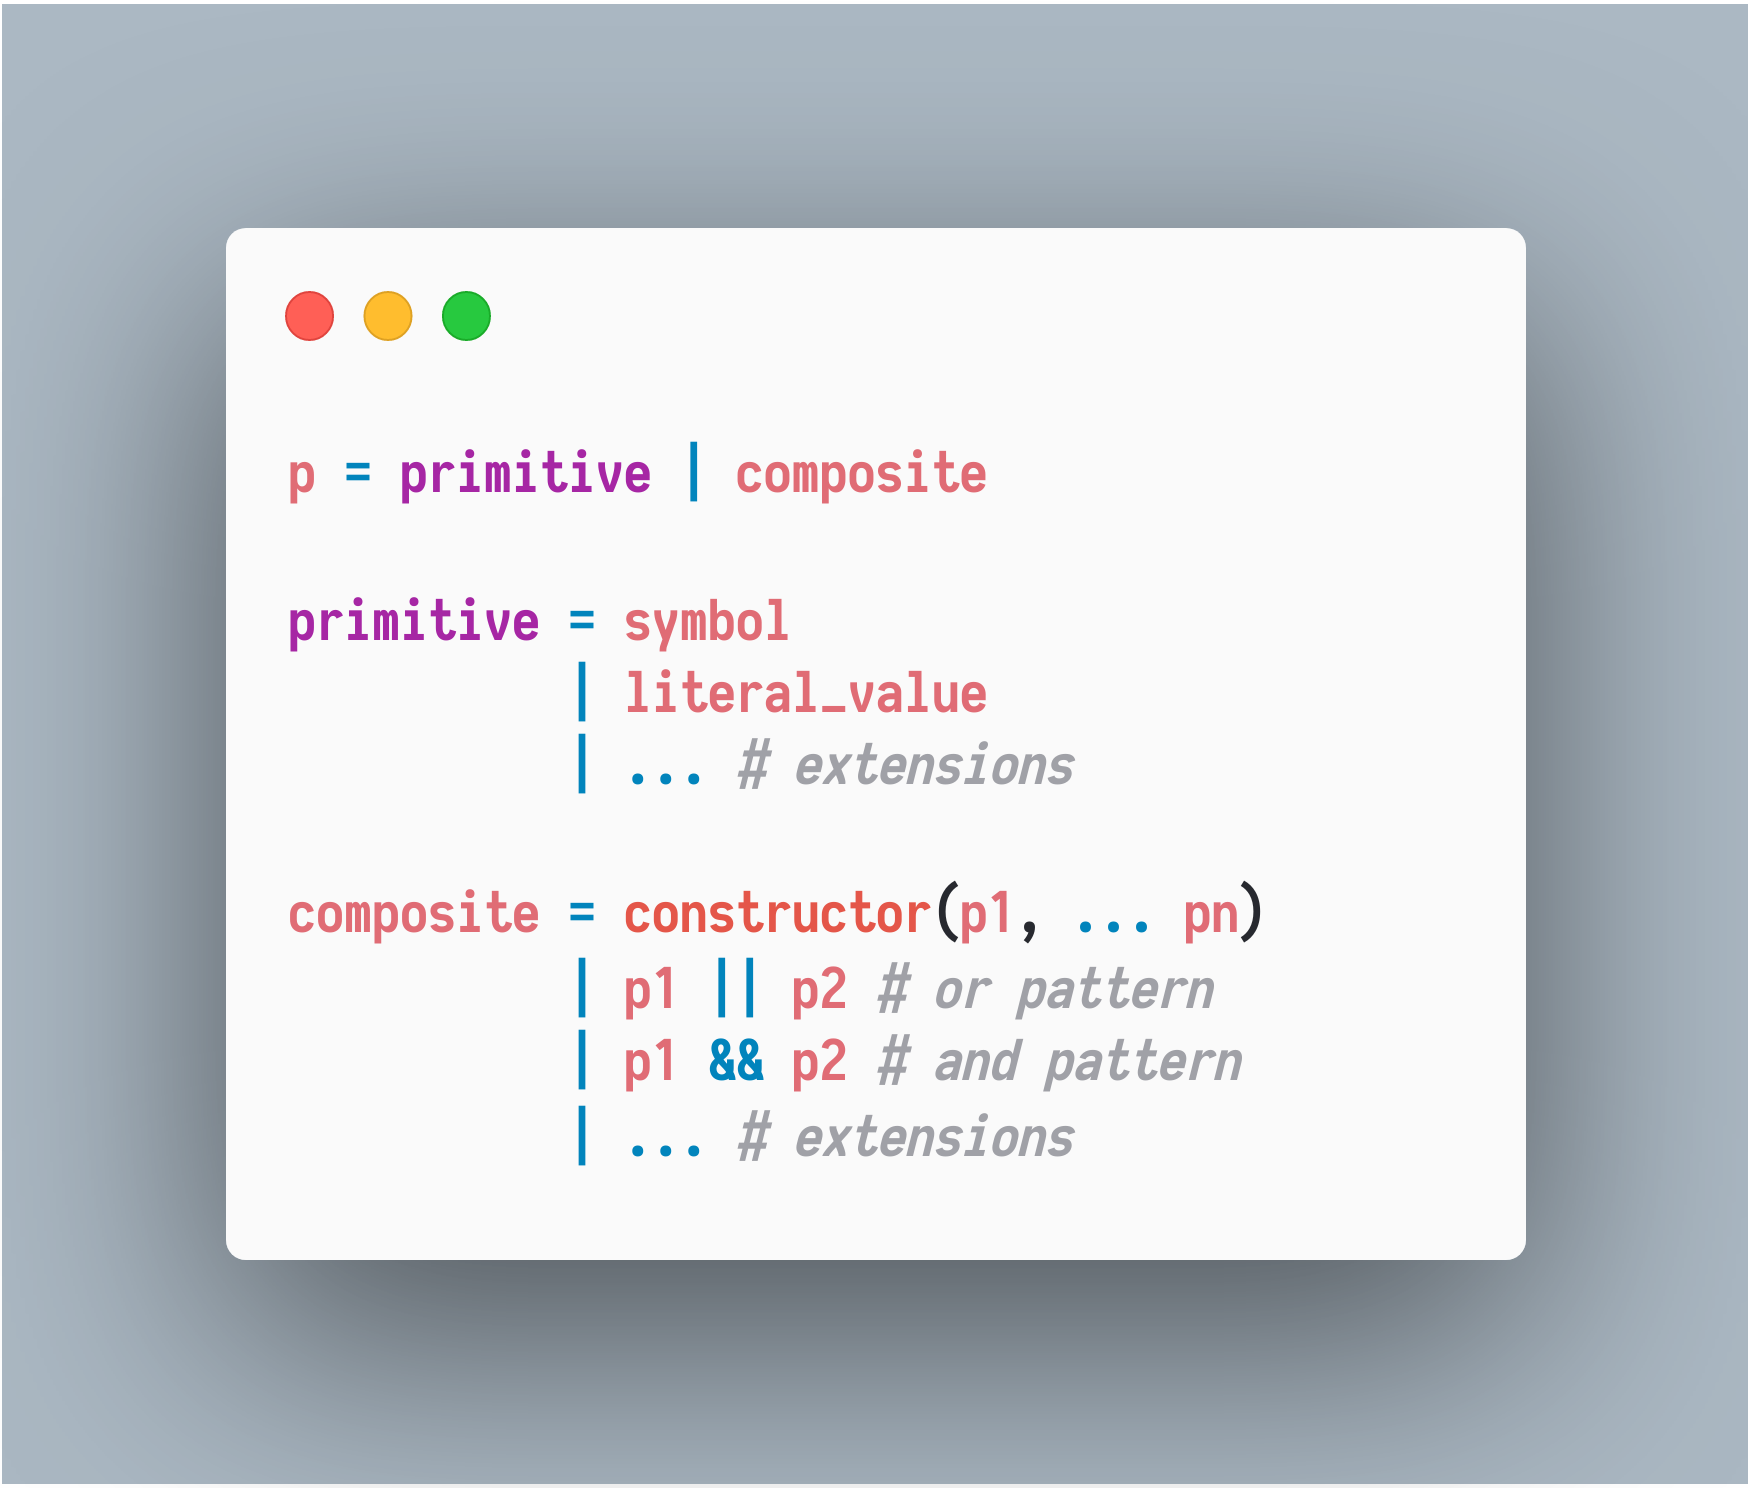 p = primitive | composite
primitive = symbol
| literal_value
| ... # extensions
composite = constructor(p1, ... pn)
| p1 || p2 # or pattern
| p1 && p2 # and pattern
| ... # extensions